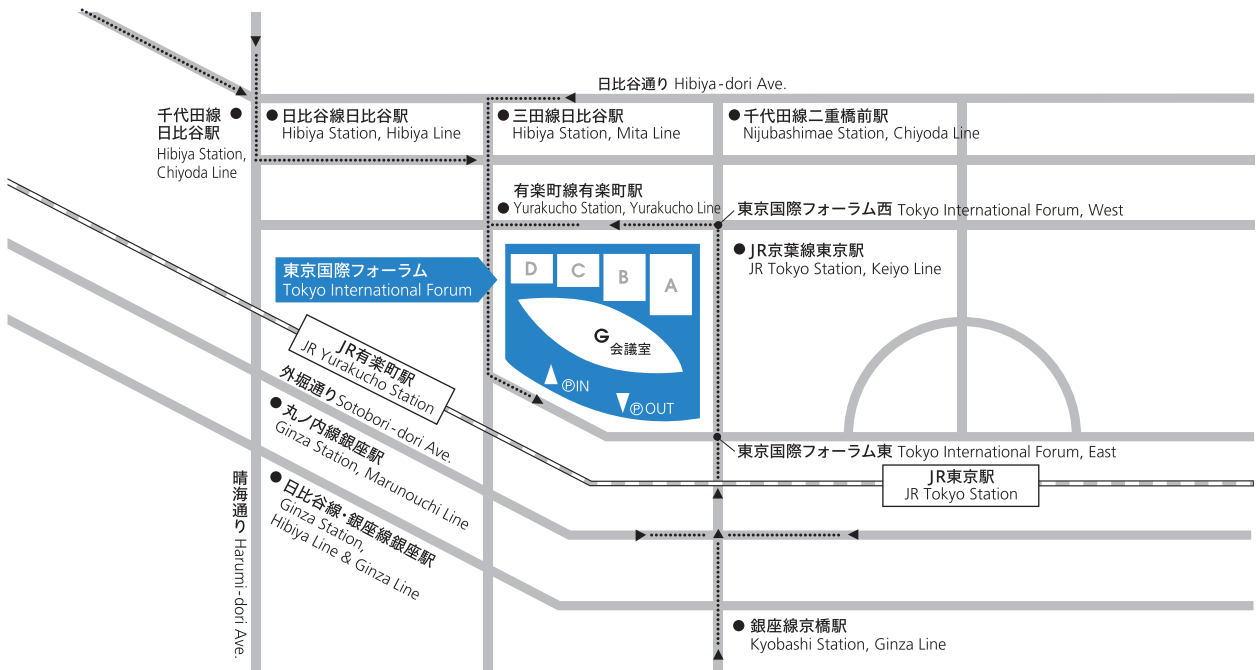 日比谷通り Hibiya-dori Ave.
千代田線
日比谷駅
Hibiya Station,
Chiyoda Line
日比谷線日比谷駅
Hibiya Station, Hibiya Line
三田線日比谷駅
Hibiya Station, Mita Line
千代田線二重橋前駅
Nijubashimae Station, Chiyoda Line
有楽町線有楽町駅
Yurakucho Station, Yurakucho Line
東京国際フォーラム西 Tokyo International Forum, West
JR京葉線東京駅
JR Tokyo Station, Keiyo Line
東京国際フォーラム
Tokyo International Forum
D
C
B
A
G 会議室
ⓅIN
ⓅOUT
JR有楽町駅
JR Yurakucho Station
外堀通り Sotobori-dori Ave.
丸ノ内線銀座駅
Ginza Station, Marunouchi Line
日比谷線・銀座線銀座駅
Ginza Station,
Hibiya Line & Ginza Line
晴海通り Harumi-dori Ave.
東京国際フォーラム東 Tokyo International Forum, East
JR東京駅
JR Tokyo Station
銀座線京橋駅
Kyobashi Station, Ginza Line